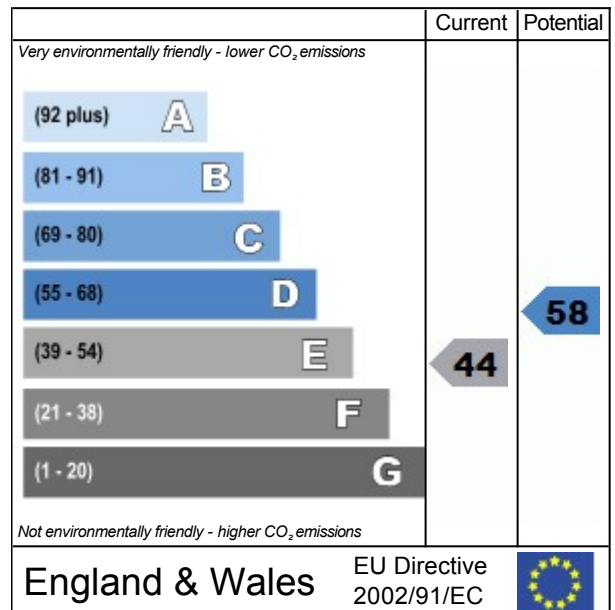 Current Potential
Very environmentally friendly - lower CO₂ emissions
(92 plus) A
(81 - 91) B
(69 - 80) C
(55 - 68) D
58
(39 - 54) E
44
(21 - 38) F
(1 - 20) G
Not environmentally friendly - higher CO₂ emissions
England & Wales
EU Directive
2002/91/EC